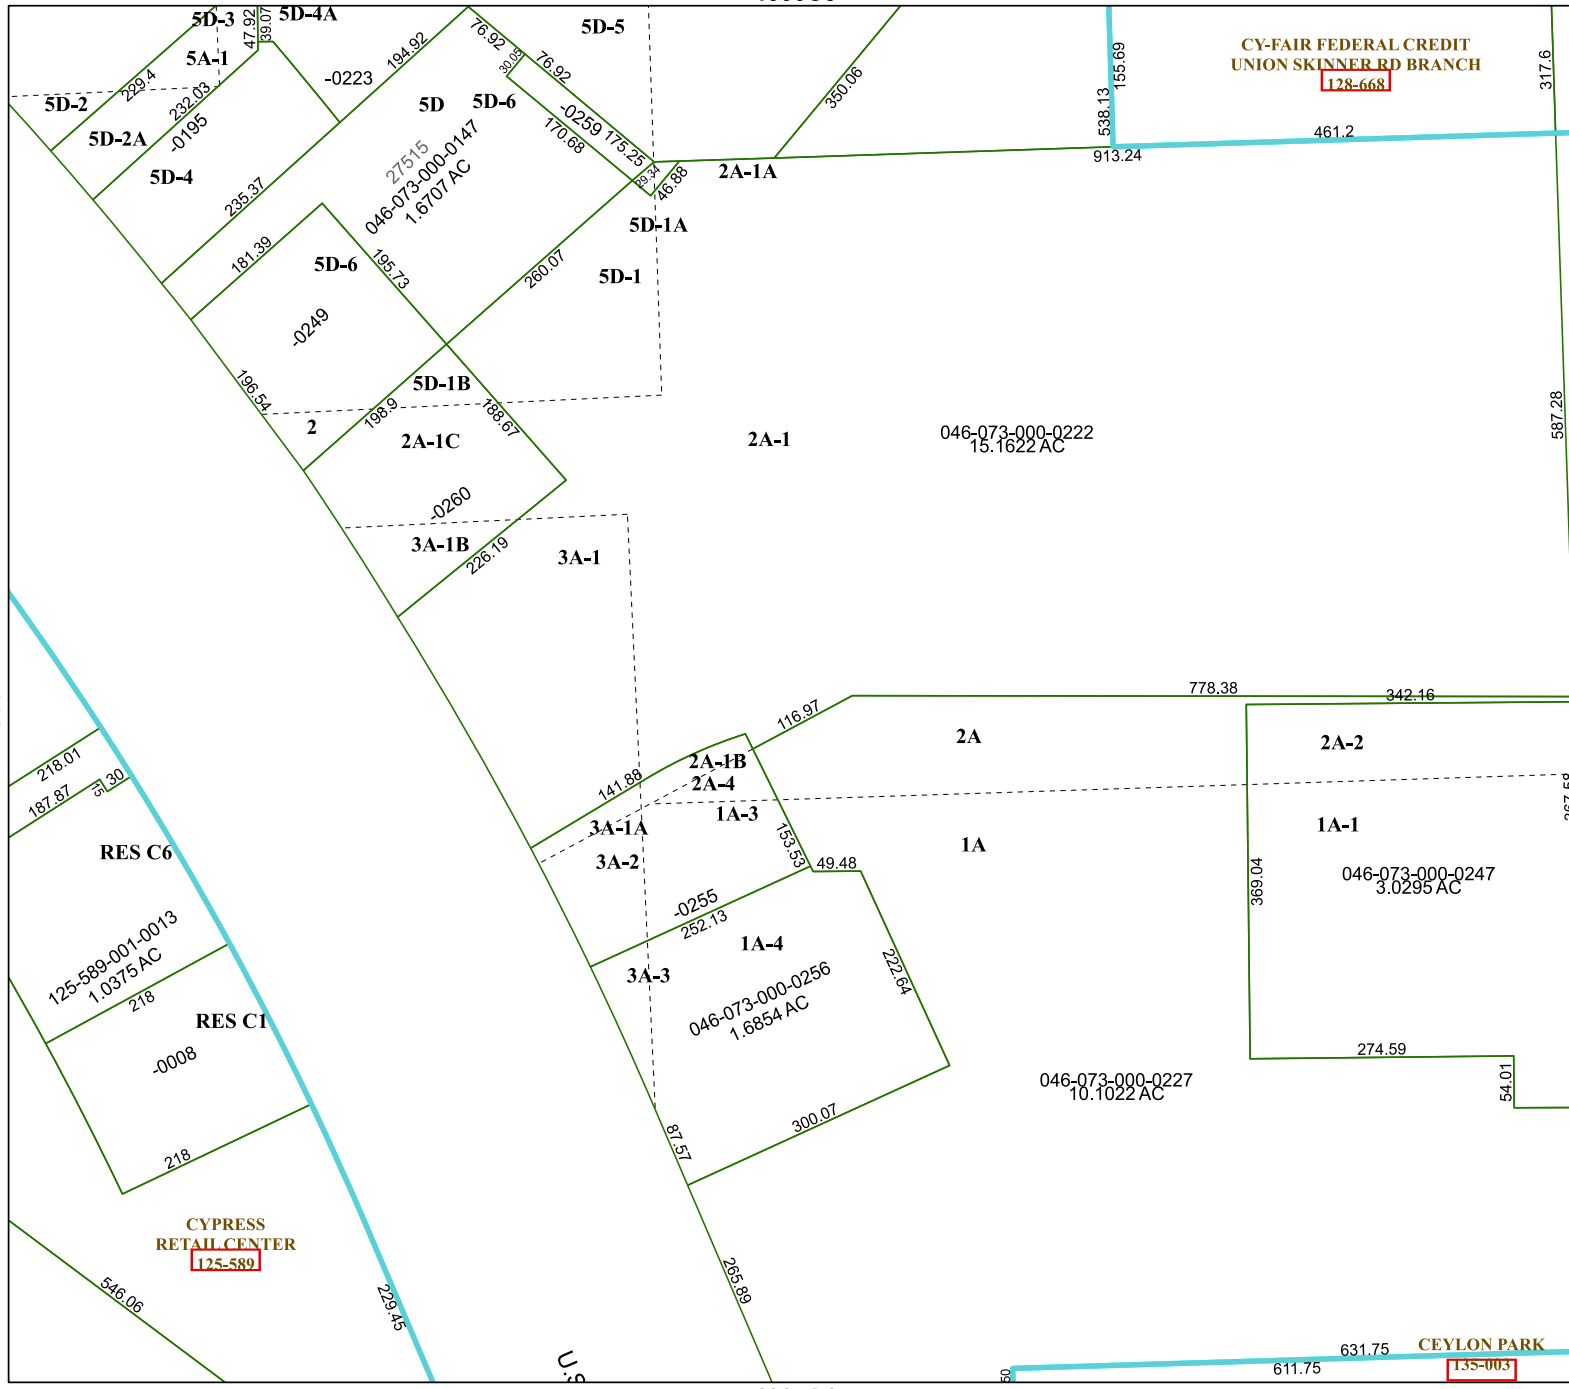 5D-3
47.92
39.07
5D-4A
5D-5
5A-1
229.4
-0223
194.92
76.92
30.05
76.92
350.06
155.69
538.13
CY-FAIR FEDERAL CREDIT
UNION SKINNER RD BRANCH
128-668
317.6
5D-2
232.03
5D
5D-6
-0259
5D-2A
-0195
170.68
175.25
461.2
913.24
5D-4
235.37
27515
046-073-000-0147
1.6707 AC
29.34
46.88
2A-1A
181.39
5D-6
195.73
260.07
5D-1A
5D-1
-0249
196.54
5D-1B
198.9
188.67
2
2A-1C
2A-1
046-073-000-0222
15.1622 AC
587.28
-0260
3A-1B
226.19
3A-1
778.38
342.16
116.97
2A
2A-2
218.01
187.87
15
30
141.88
2A-1B
2A-4
1A-3
3A-1A
3A-2
153.53
49.48
1A
1A-1
267.58
369.04
046-073-000-0247
3.0295 AC
RES C6
-0255
252.13
1A-4
3A-3
222.64
125-589-001-0013
1.0375 AC
218
046-073-000-0256
1.6854 AC
RES C1
-0008
274.59
54.01
046-073-000-0227
10.1022 AC
300.07
87.57
218
CYPRESS
RETAIL CENTER
125-589
265.89
546.06
229.45
U.S
631.75
611.75
CEYLON PARK
135-003